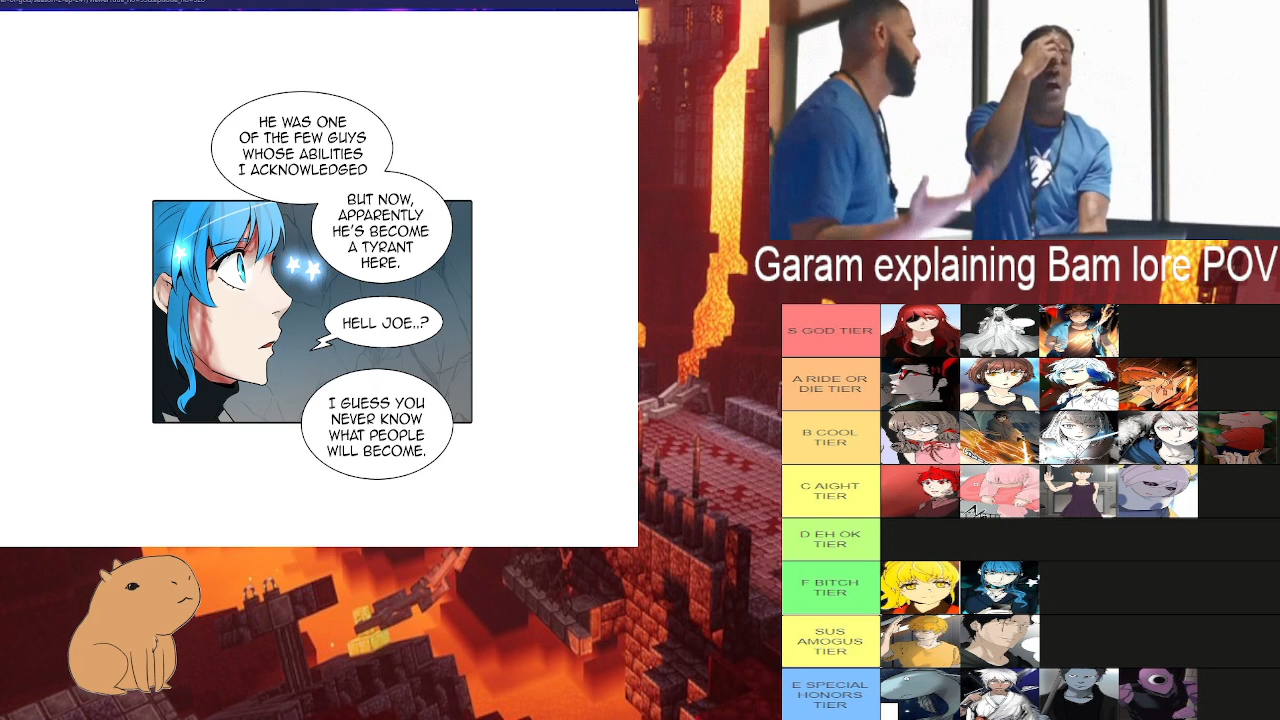 HE WAS ONE
OF THE FEW GUYS
WHOSE ABILITIES
I ACKNOWLEDGED
BUT NOW,
APPARENTLY
HE'S BECOME
A TYRANT
HERE.
HELL JOE..?
I GUESS YOU
NEVER KNOW
WHAT PEOPLE
WILL BECOME.
Garam explaining Bam lore POV
S GOD TIER
A RIDE OR
DIE TIER
B COOL
TIER
C AIGHT
TIER
D EH OK
TIER
F BITCH
TIER
SUS
AMOGUS
TIER
E SPECIAL
HONORS
TIER